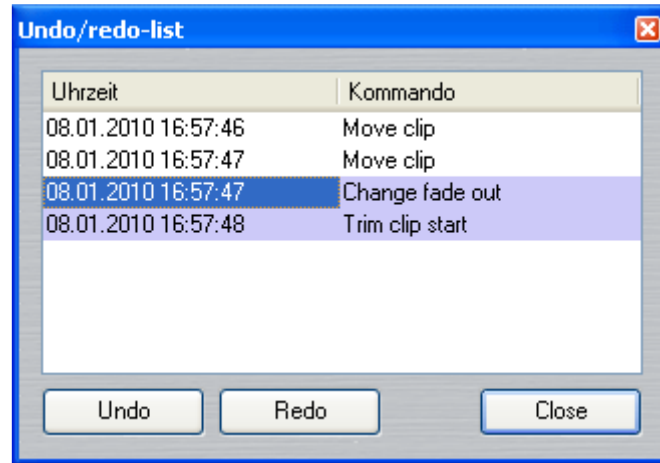 Undo/redo-list
Uhrzeit Kommando
08.01.2010 16:57:46 Move clip
08.01.2010 16:57:47 Move clip
08.01.2010 16:57:47 Change fade out
08.01.2010 16:57:48 Trim clip start
Undo Redo Close